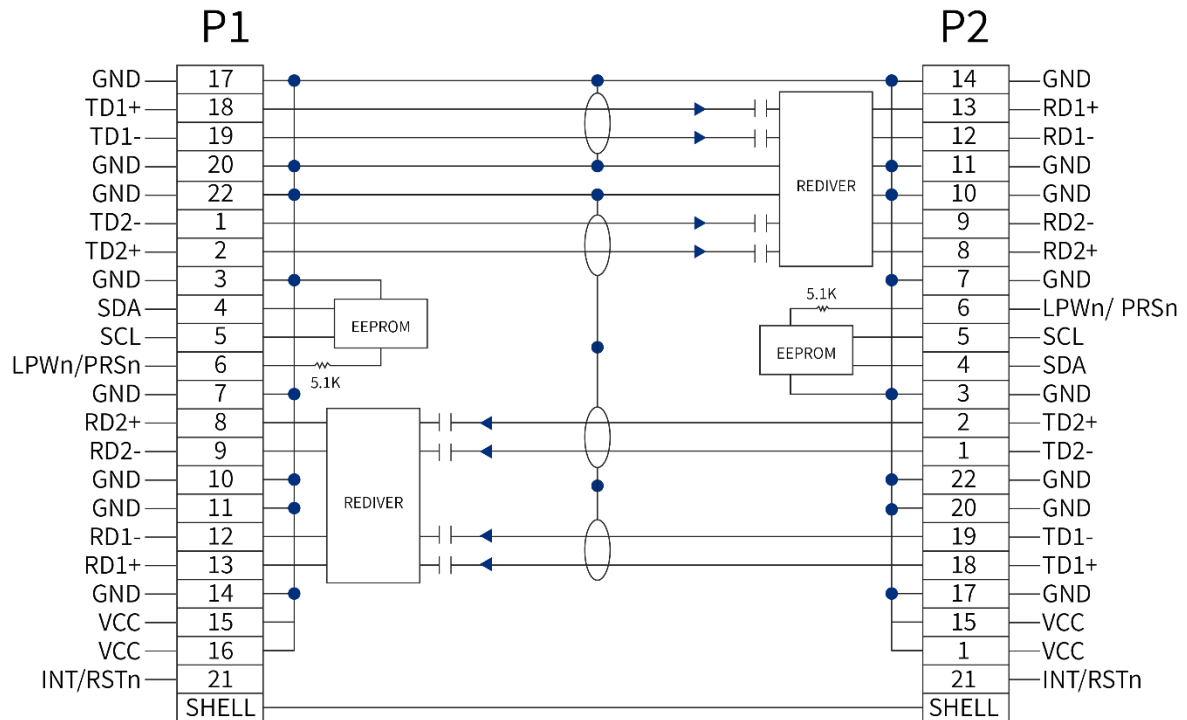 P1 P2
GND 17 14 GND
TD1+ 18 13 RD1+
TD1- 19 12 RD1-
GND 20 11 GND
REDIVER
GND 22 10 GND
TD2- 1 9 RD2-
TD2+ 2 8 RD2+
GND 3 7 GND
SDA 4 5.1K 6 LPWn/ PRSn
EEPROM
SCL 5 5 SCL
EEPROM
LPWn/PRSn 6 4 SDA
5.1K
GND 7 3 GND
RD2+ 8 2 TD2+
RD2- 9 1 TD2-
GND 10 22 GND
REDIVER
GND 11 20 GND
RD1- 12 19 TD1-
RD1+ 13 18 TD1+
GND 14 17 GND
VCC 15 15 VCC
VCC 16 1 VCC
INT/RSTn 21 21 INT/RSTn
SHELL SHELL